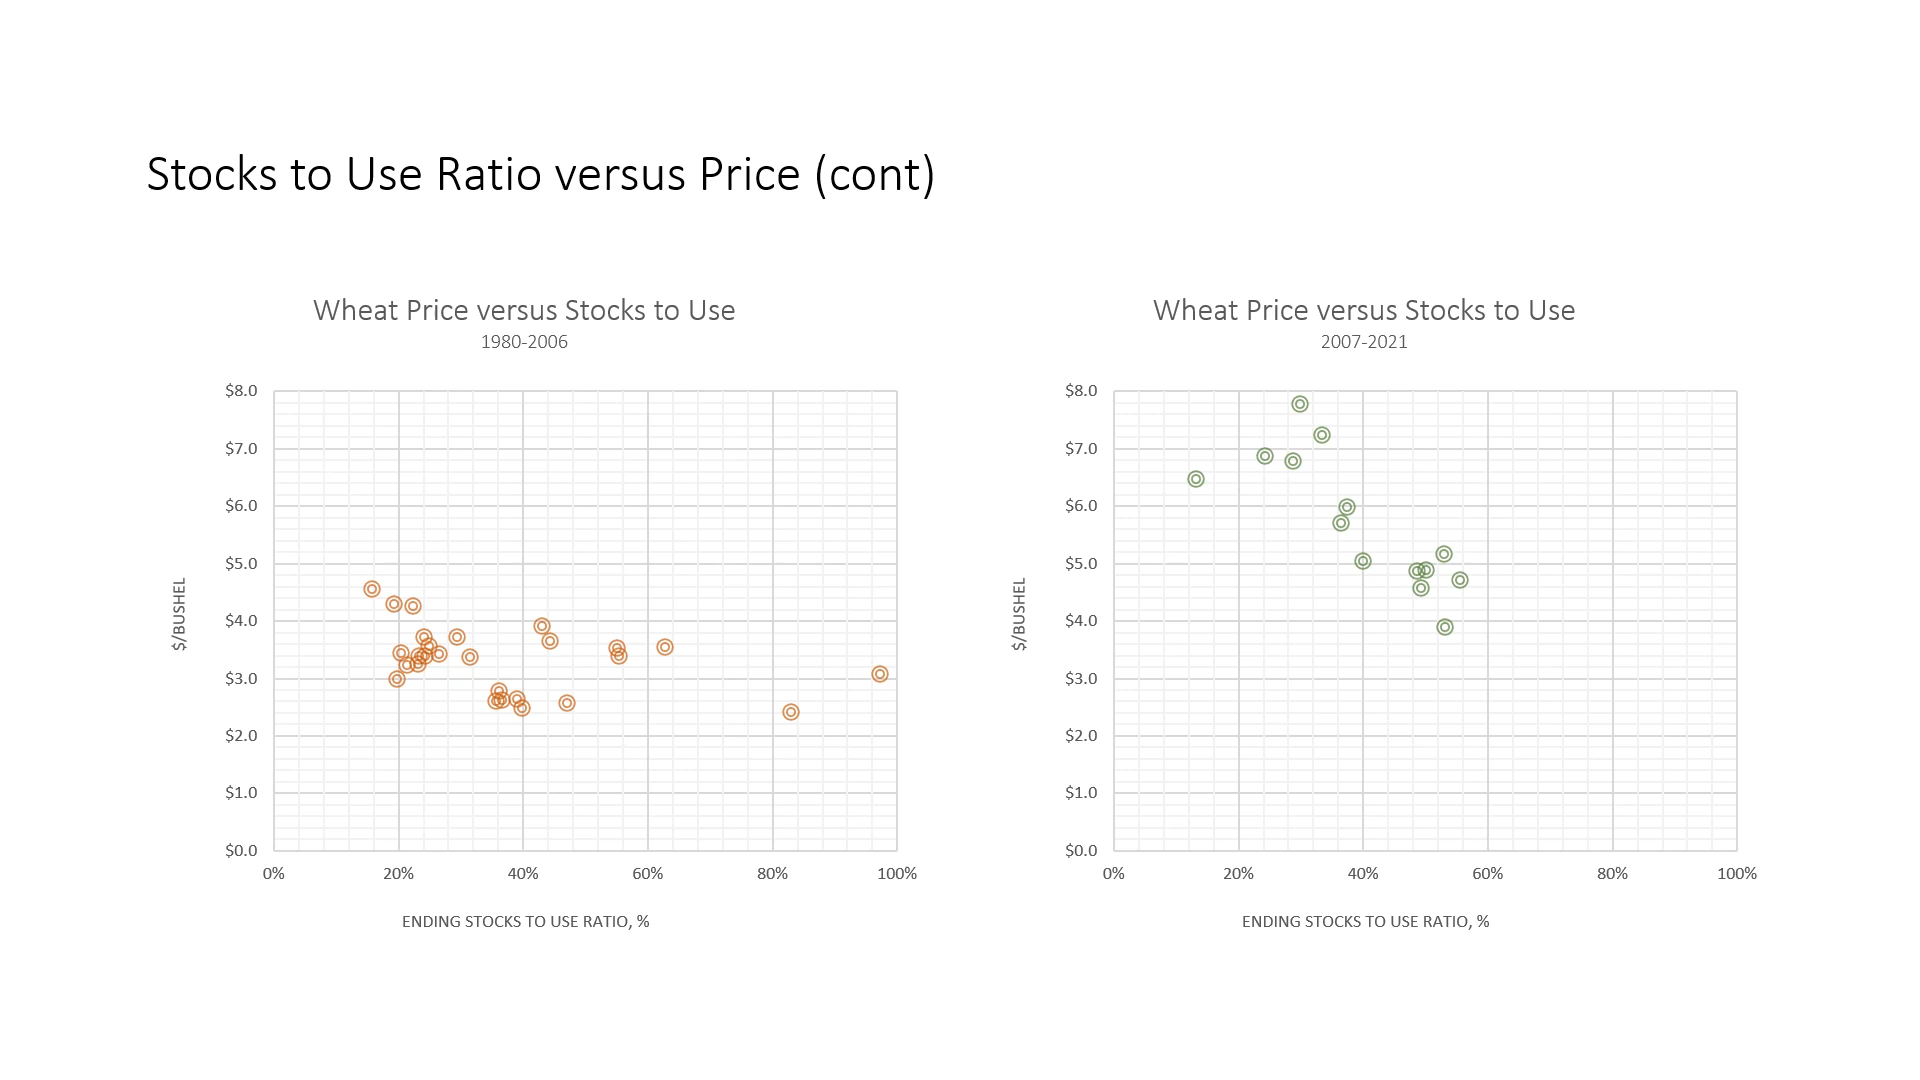 Stocks to Use Ratio versus Price (cont)
Wheat Price versus Stocks to Use
1980-2006
$8.0
$7.0
$6.0
$5.0
$4.0
$3.0
$2.0
$1.0
$0.0
$/BUSHEL
0% 20% 40% 60% 80% 100%
ENDING STOCKS TO USE RATIO, %
Wheat Price versus Stocks to Use
2007-2021
$8.0
$7.0
$6.0
$5.0
$4.0
$3.0
$2.0
$1.0
$0.0
$/BUSHEL
0% 20% 40% 60% 80% 100%
ENDING STOCKS TO USE RATIO, %